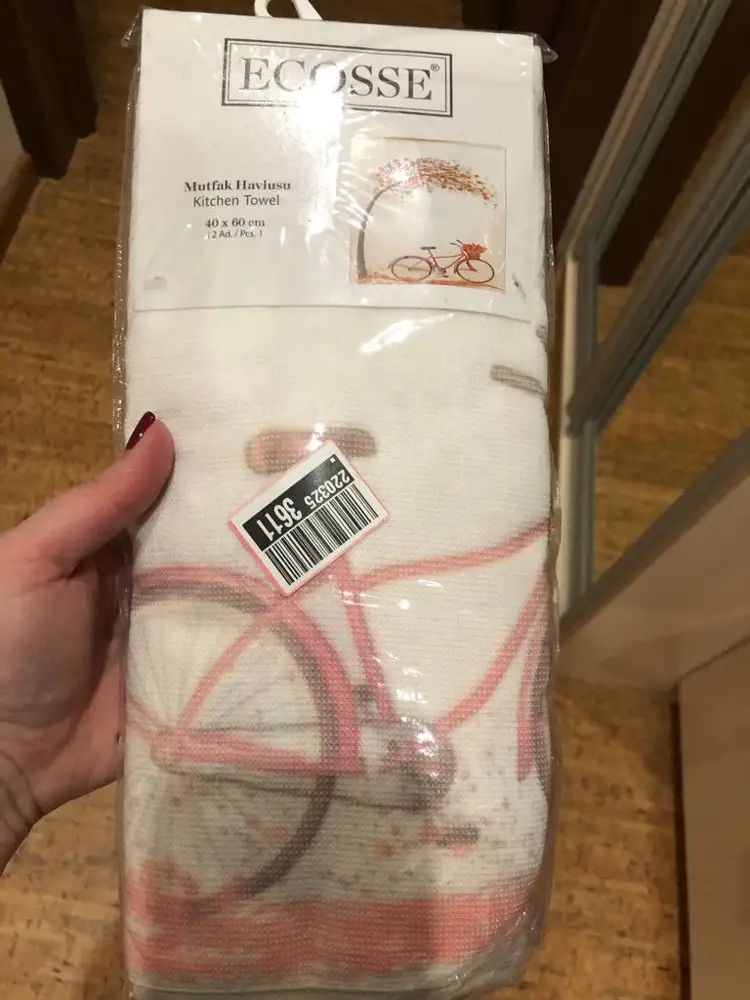 ECOSSE®
Mutfak Havlusu
Kitchen Towel
40 x 60 cm
( 2 Ad. / Pcs. )
220325
3611